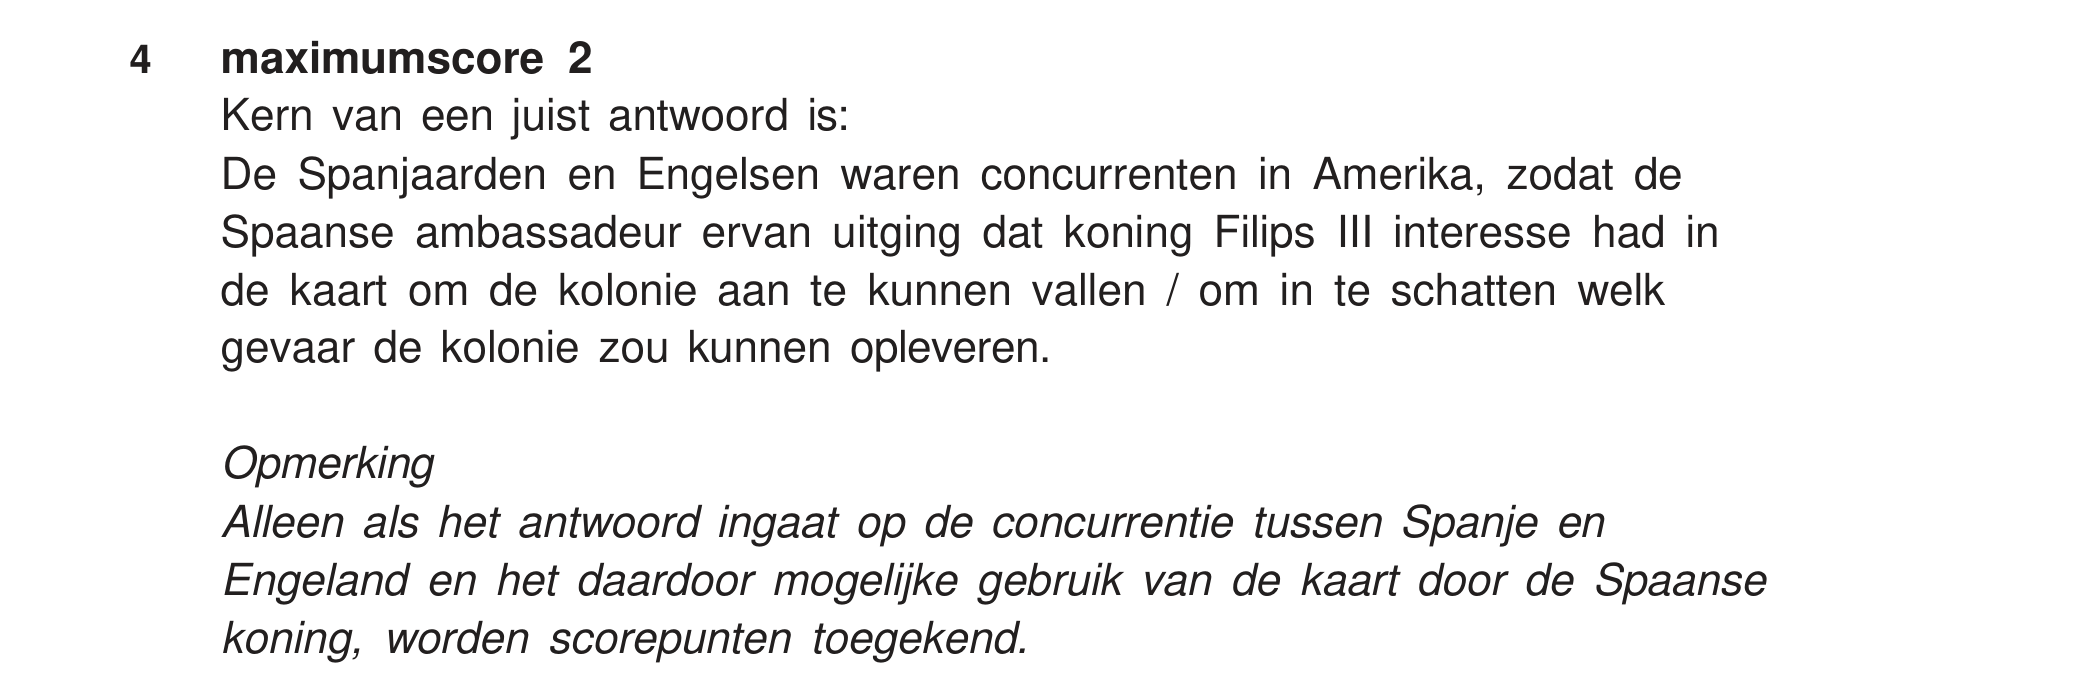 4 maximumscore 2
Kern van een juist antwoord is:
De Spanjaarden en Engelsen waren concurrenten in Amerika, zodat de
Spaanse ambassadeur ervan uitging dat koning Filips III interesse had in
de kaart om de kolonie aan te kunnen vallen / om in te schatten welk
gevaar de kolonie zou kunnen opleveren.
Opmerking
Alleen als het antwoord ingaat op de concurrentie tussen Spanje en
Engeland en het daardoor mogelijke gebruik van de kaart door de Spaanse
koning, worden scorepunten toegekend.